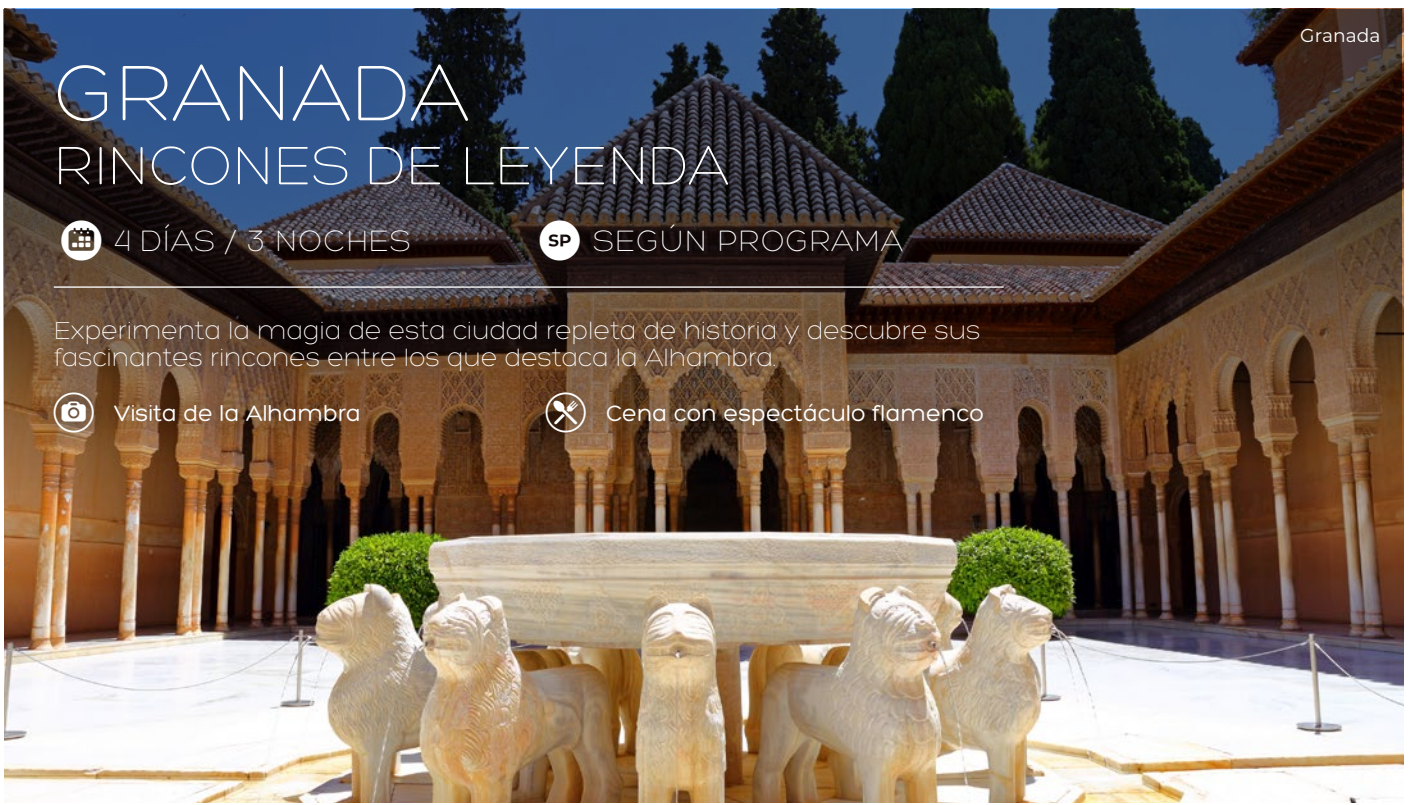 Granada
GRANADA
RINCONES DE LEYENDA
4 DÍAS / 3 NOCHES
SP SEGÚN PROGRAMA
Experimenta la magia de esta ciudad repleta de historia y descubre sus
fascinantes rincones entre los que destaca la Alhambra.
Visita de la Alhambra
Cena con espectáculo flamenco